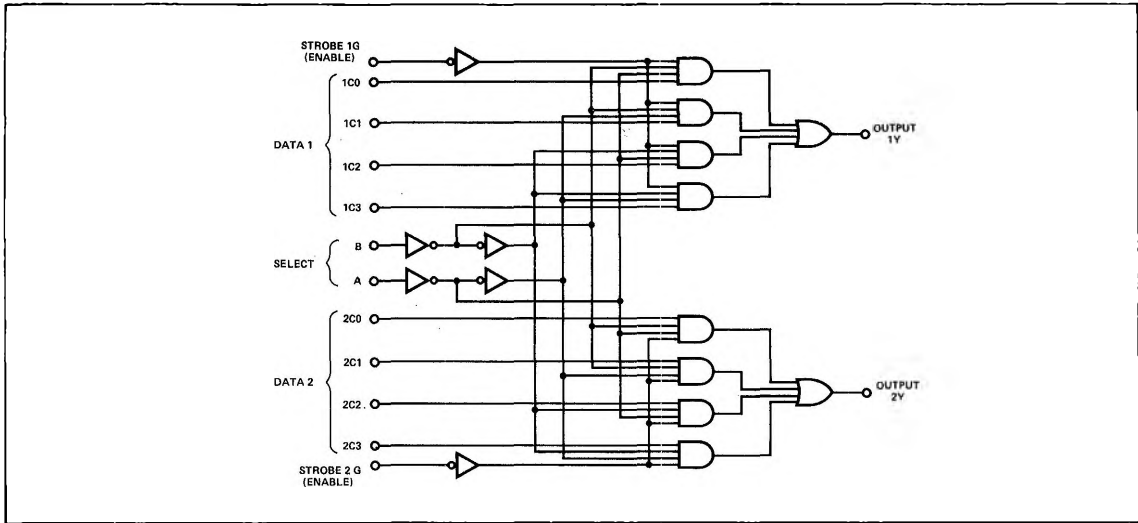 STROBE 1G
(ENABLE)
1C0
1C1
DATA 1
1C2
1C3
OUTPUT
1Y
B
SELECT
A
2C0
2C1
DATA 2
2C2.
2C3
STROBE 2 G
(ENABLE)
OUTPUT
2Y